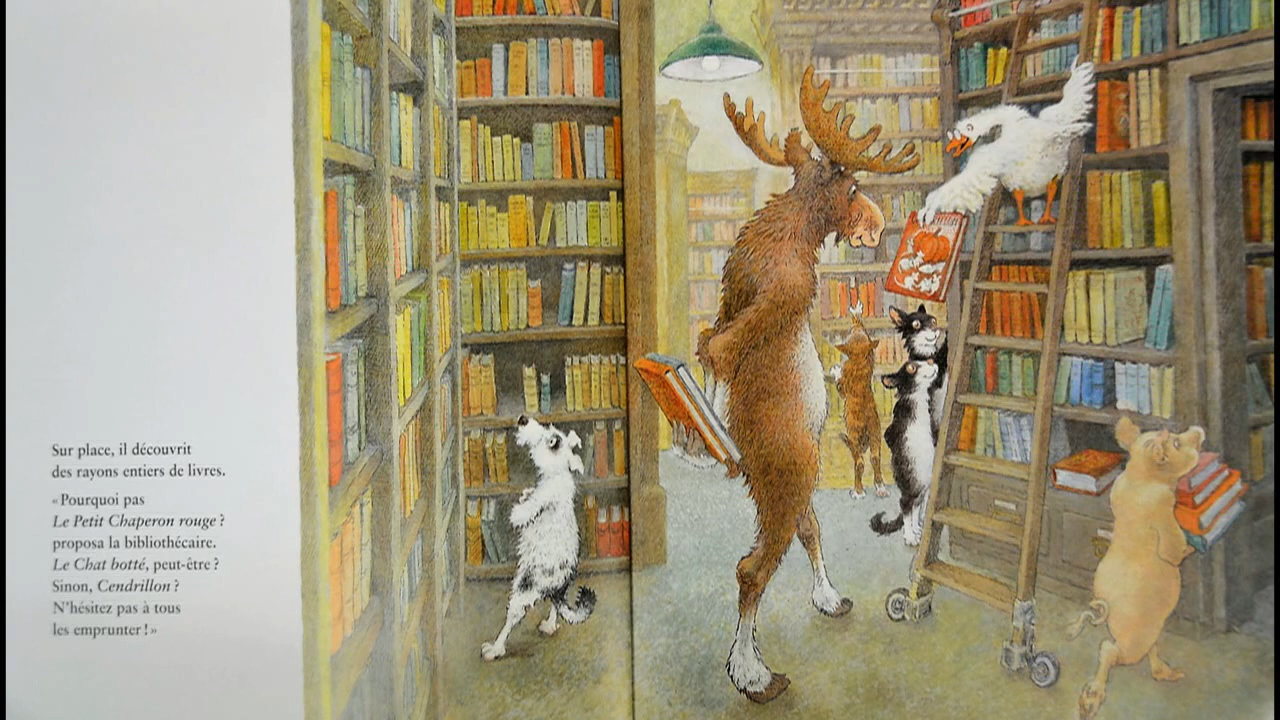 Sur place, il découvrit
des rayons entiers de livres.
« Pourquoi pas
Le Petit Chaperon rouge ?
proposa la bibliothécaire.
Le Chat botté, peut-être ?
Sinon, Cendrillon ?
N'hésitez pas à tous
les emprunter ! »